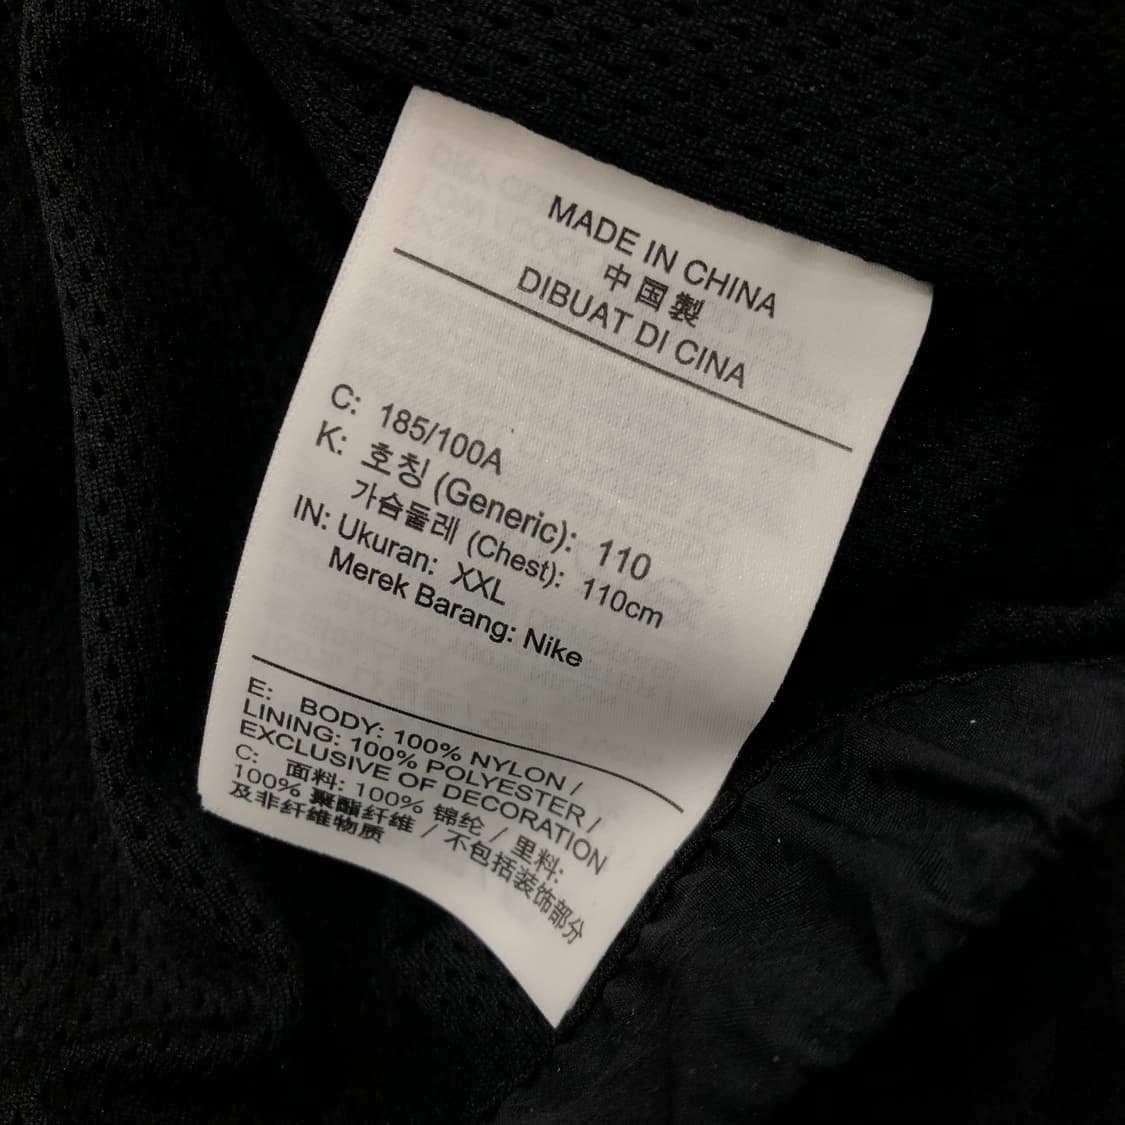 MADE IN CHINA
中国製
DIBUAT DI CINA
C: 185/100A
K: 호칭 (Generic): 110
가슴둘레 (Chest): 110cm
IN: Ukuran: XXL
Merek Barang: Nike
E: BODY: 100% NYLON /
LINING: 100% POLYESTER /
EXCLUSIVE OF DECORATION
C: 面料: 100% 锦纶 / 里料:
100% 聚酯纤维 / 不包括装饰部分
及非纤维物质